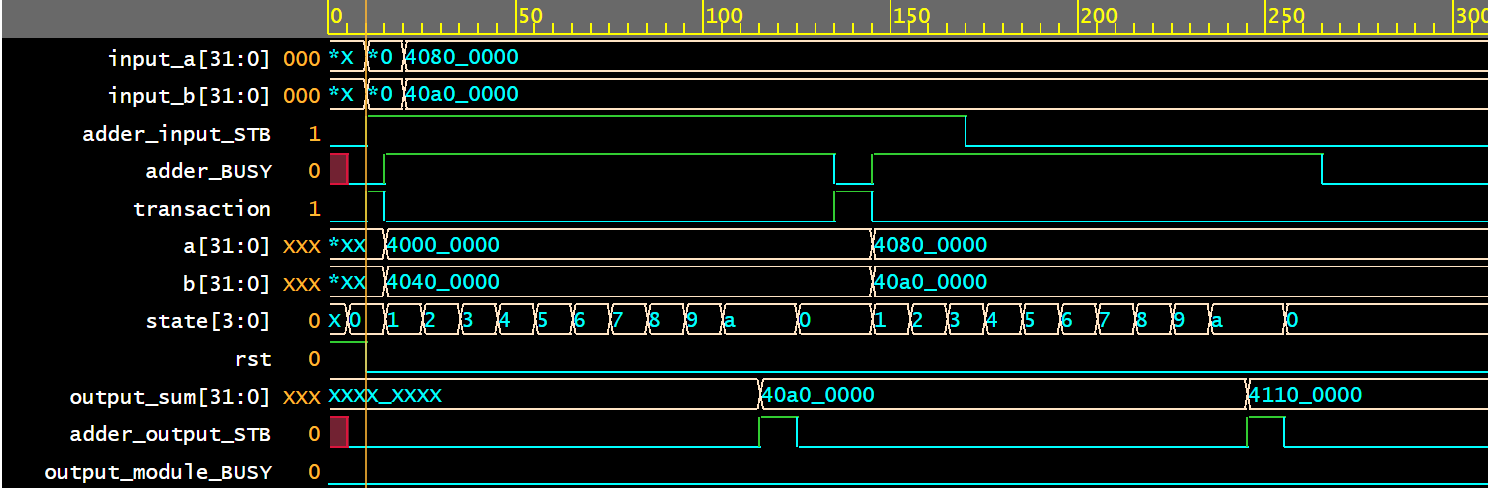 0 50 100 150 200 250 300
input_a[31:0] 000 *x *0 4080_0000
input_b[31:0] 000 *x *0 40a0_0000
adder_input_STB 1
adder_BUSY 0
transaction 1
a[31:0] xxx *xx 4000_0000 4080_0000
b[31:0] xxx *xx 4040_0000 40a0_0000
state[3:0] 0 x 0 1 2 3 4 5 6 7 8 9 a 0 1 2 3 4 5 6 7 8 9 a 0
rst 0
output_sum[31:0] xxx xxxx_xxxx 40a0_0000 4110_0000
adder_output_STB 0
output_module_BUSY 0